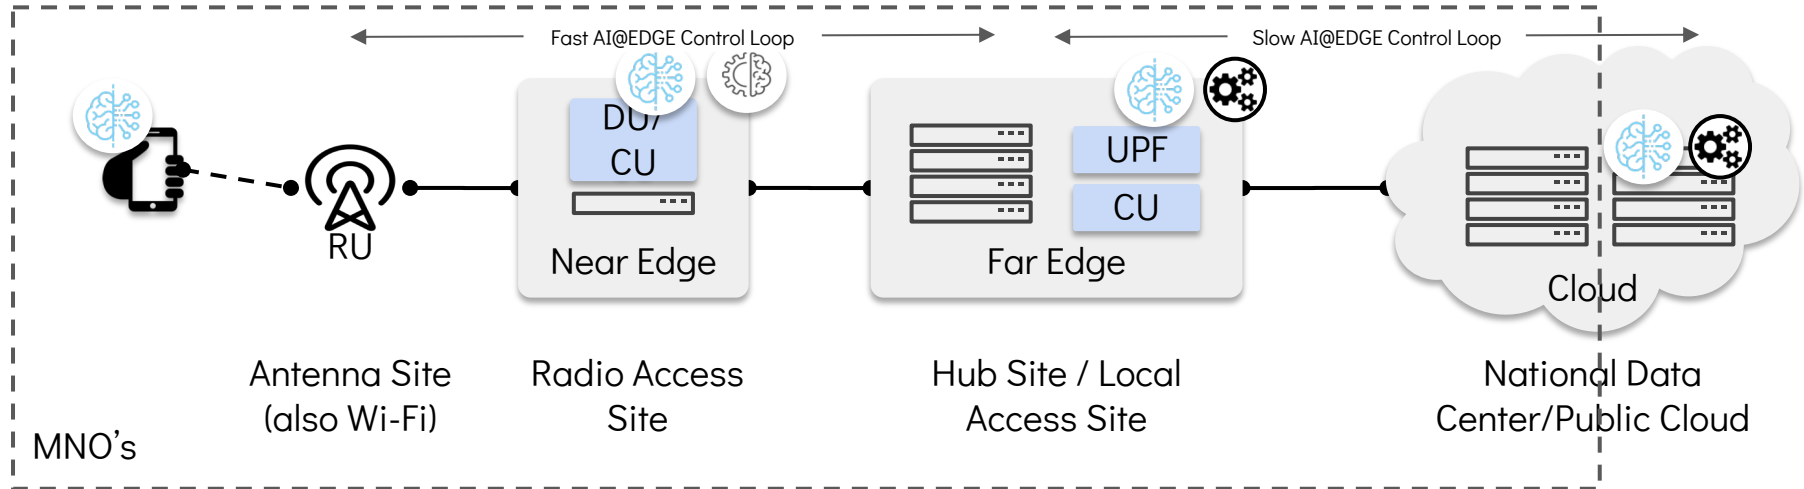 Fast AI@EDGE Control Loop
Slow AI@EDGE Control Loop
DU/
CU
UPF
CU
RU
Near Edge
Far Edge
Cloud
Antenna Site
(also Wi-Fi)
Radio Access
Site
Hub Site / Local
Access Site
National Data
Center/Public Cloud
MNO's